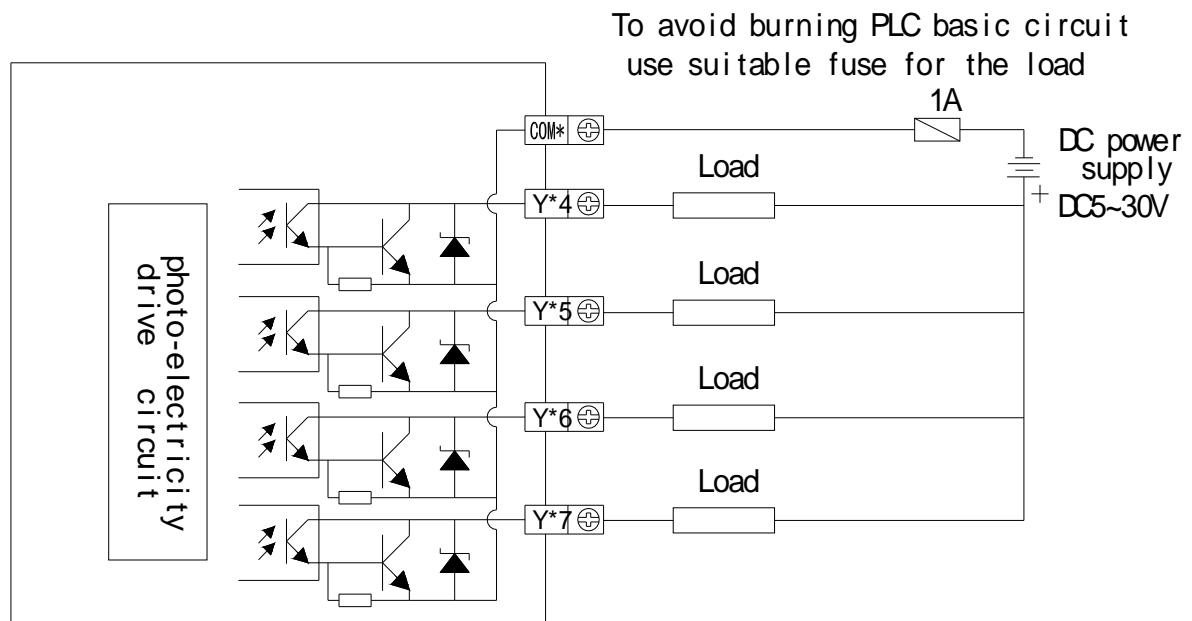 To avoid burning PLC basic circuit
use suitable fuse for the load
1A
COM*
DC power
supply
+
DC5~30V
Load
Y*4
Load
Y*5
Load
Y*6
Load
Y*7
photo-electricity
drive circuit